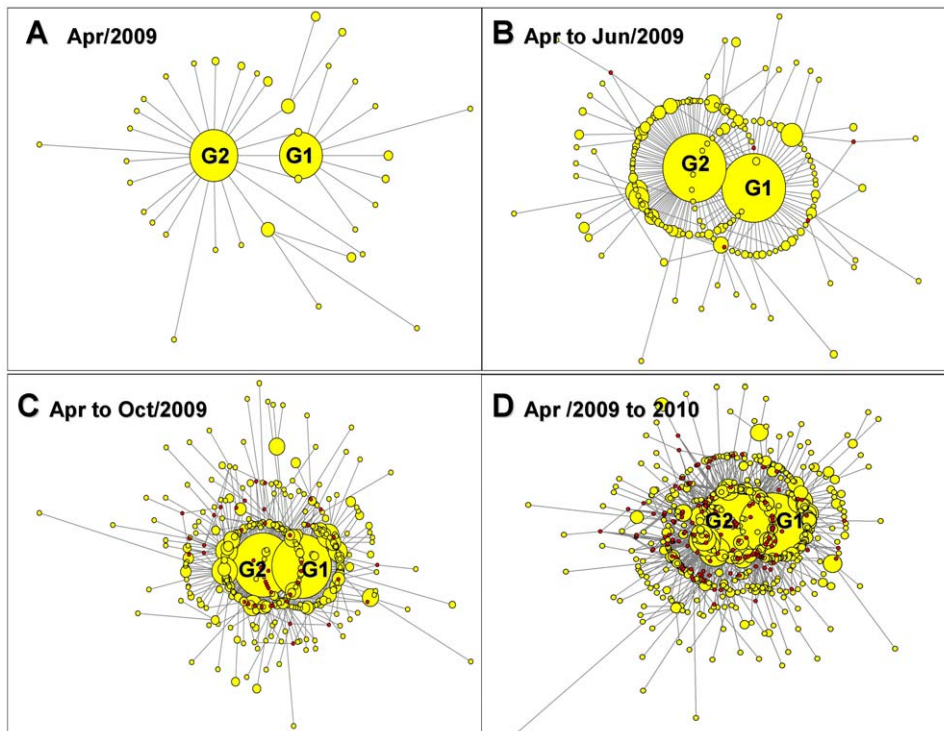 A Apr/2009
G2 G1
B Apr to Jun/2009
G2 G1
C Apr to Oct/2009
G2 G1
D Apr /2009 to 2010
G2 G1